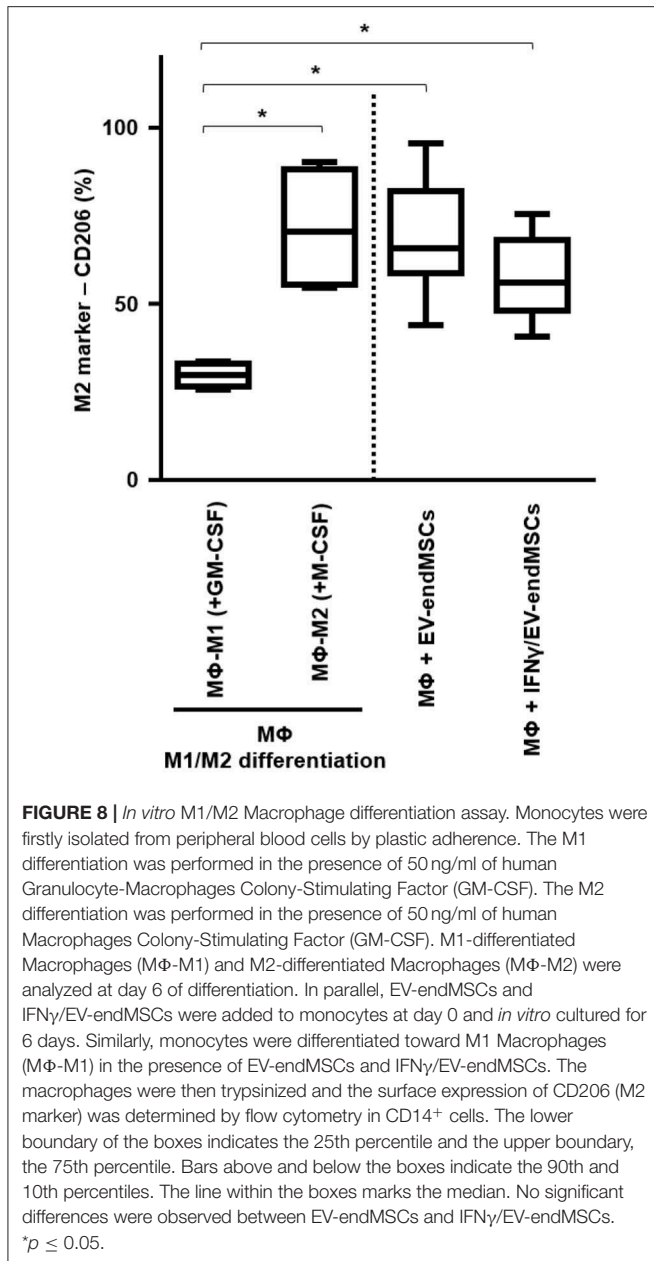 *
*
*
100
50
0
M2 marker – CD206 (%)
MΦ-M1 (+GM-CSF)
MΦ-M2 (+M-CSF)
MΦ + EV-endMSCs
MΦ + IFNγ/EV-endMSCs
MΦ
M1/M2 differentiation
FIGURE 8 | In vitro M1/M2 Macrophage differentiation assay. Monocytes were
firstly isolated from peripheral blood cells by plastic adherence. The M1
differentiation was performed in the presence of 50 ng/ml of human
Granulocyte-Macrophages Colony-Stimulating Factor (GM-CSF). The M2
differentiation was performed in the presence of 50 ng/ml of human
Macrophages Colony-Stimulating Factor (GM-CSF). M1-differentiated
Macrophages (MΦ-M1) and M2-differentiated Macrophages (MΦ-M2) were
analyzed at day 6 of differentiation. In parallel, EV-endMSCs and
IFNγ/EV-endMSCs were added to monocytes at day 0 and in vitro cultured for
6 days. Similarly, monocytes were differentiated toward M1 Macrophages
(MΦ-M1) in the presence of EV-endMSCs and IFNγ/EV-endMSCs. The
macrophages were then trypsinized and the surface expression of CD206 (M2
marker) was determined by flow cytometry in CD14⁺ cells. The lower
boundary of the boxes indicates the 25th percentile and the upper boundary,
the 75th percentile. Bars above and below the boxes indicate the 90th and
10th percentiles. The line within the boxes marks the median. No significant
differences were observed between EV-endMSCs and IFNγ/EV-endMSCs.
*p ≤ 0.05.